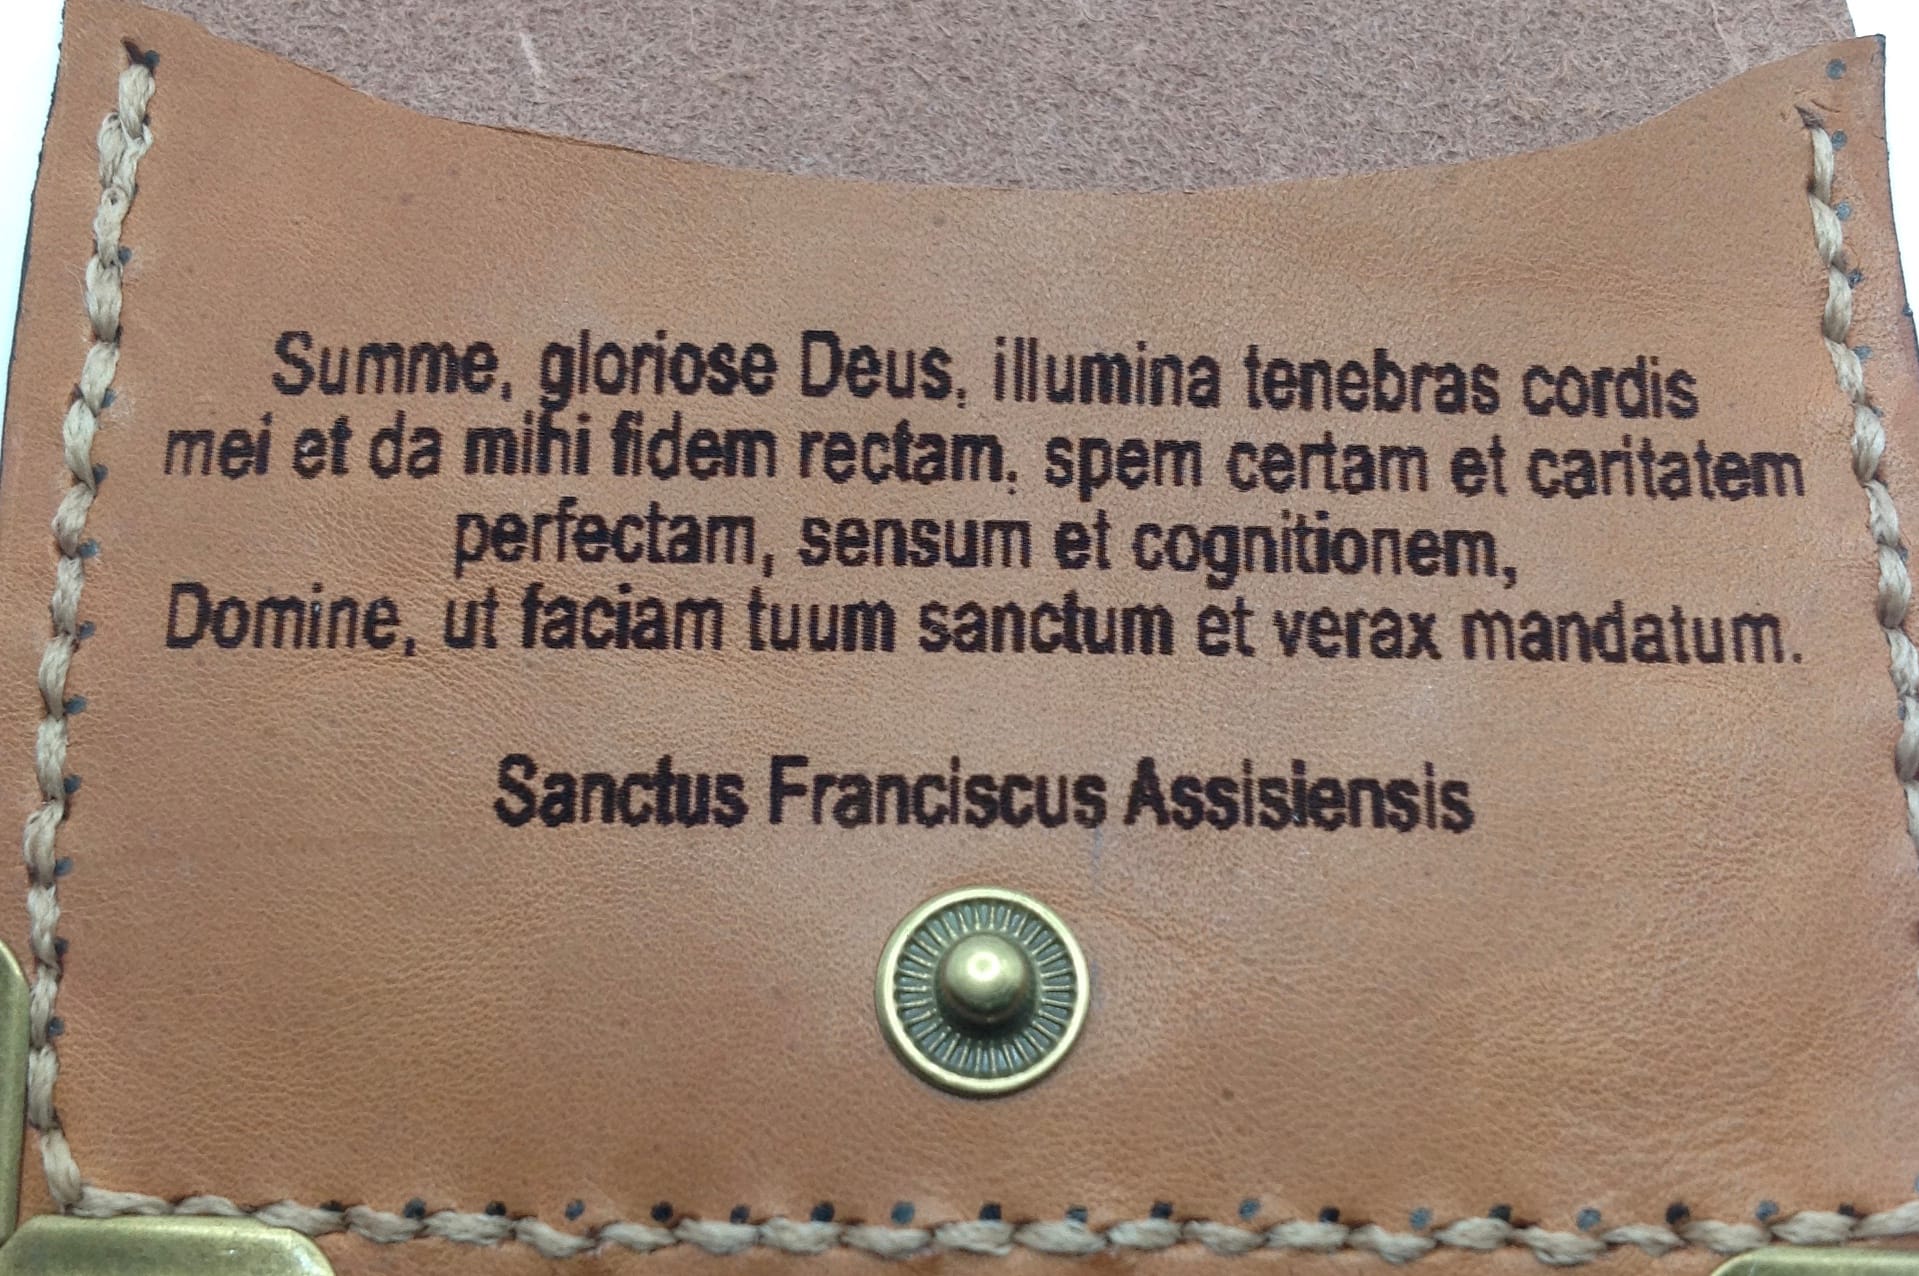 Summe, gloriose Deus, illumina tenebras cordis
mei et da mihi fidem rectam, spem certam et caritatem
perfectam, sensum et cognitionem,
Domine, ut faciam tuum sanctum et verax mandatum.
Sanctus Franciscus Assisiensis